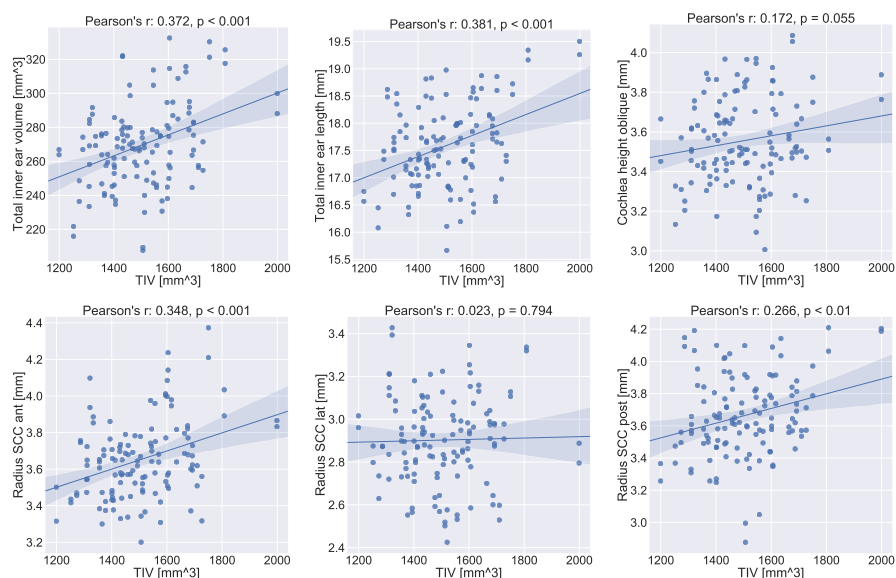 Pearson's r: 0.372, p < 0.001
Total inner ear volume [mm^3]
320
300
280
260
240
220
1200 1400 1600 1800 2000
TIV [mm^3]
Pearson's r: 0.381, p < 0.001
Total inner ear length [mm]
19.5
19.0
18.5
18.0
17.5
17.0
16.5
16.0
15.5
1200 1400 1600 1800 2000
TIV [mm^3]
Pearson's r: 0.172, p = 0.055
Cochlea height oblique [mm]
4.0
3.8
3.6
3.4
3.2
3.0
1200 1400 1600 1800 2000
TIV [mm^3]
Pearson's r: 0.348, p < 0.001
Radius SCC ant [mm]
4.4
4.2
4.0
3.8
3.6
3.4
3.2
1200 1400 1600 1800 2000
TIV [mm^3]
Pearson's r: 0.023, p = 0.794
Radius SCC lat [mm]
3.4
3.2
3.0
2.8
2.6
2.4
1200 1400 1600 1800 2000
TIV [mm^3]
Pearson's r: 0.266, p < 0.01
Radius SCC post [mm]
4.2
4.0
3.8
3.6
3.4
3.2
3.0
1200 1400 1600 1800 2000
TIV [mm^3]